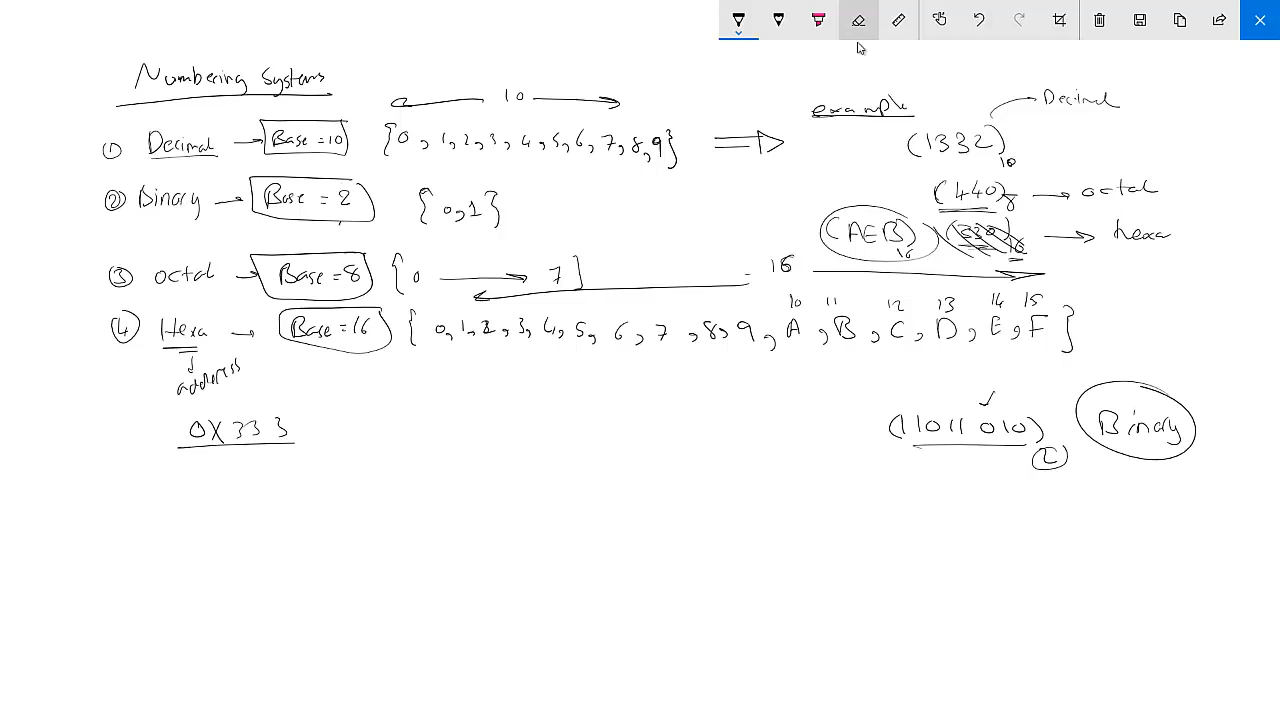 Numbering Systems
10
example
Decimal
① Decimal → Base = 10 {0, 1, 2, 3, 4, 5, 6, 7, 8, 9} ⇒ (1332)10
② Binary → Base = 2 {0,1} (440)8 → octal
(AEB)16 → hexa
③ octal → Base = 8 {0 → 7} 16
10 11 12 13 14 15
④ Hexa → Base = 16 {0, 1, 2, 3, 4, 5, 6, 7, 8, 9, A, B, C, D, E, F}
address
0X333
(11011010)2 Binary